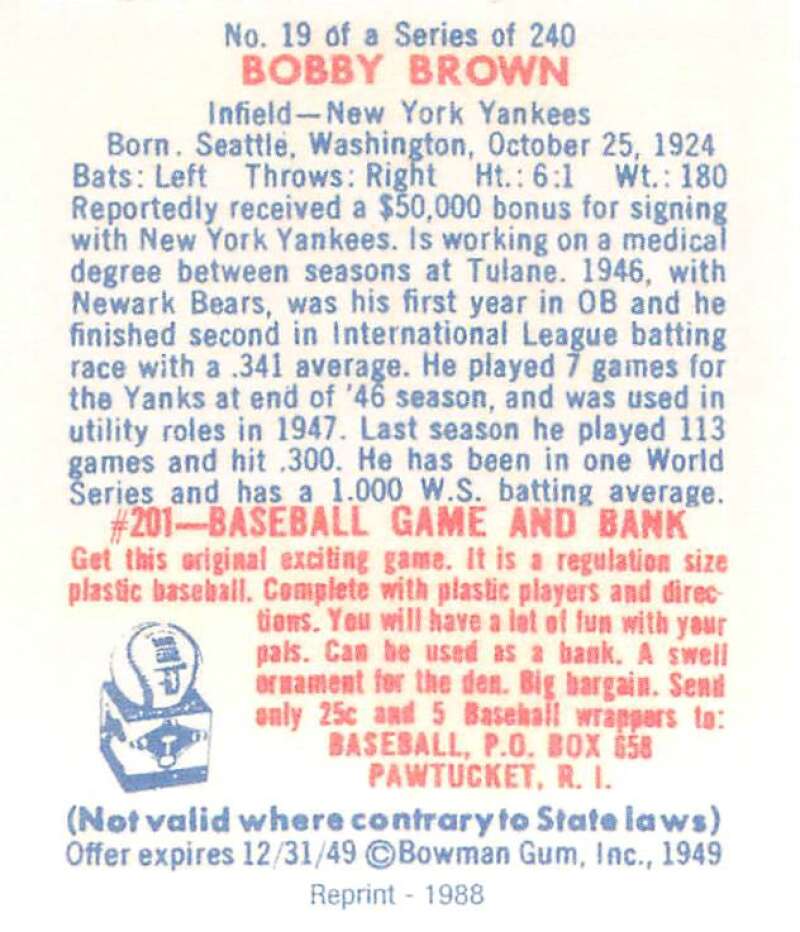 No. 19 of a Series of 240
BOBBY BROWN
Infield—New York Yankees
Born. Seattle, Washington, October 25, 1924
Bats: Left Throws: Right Ht.: 6:1 Wt.: 180
Reportedly received a $50,000 bonus for signing
with New York Yankees. Is working on a medical
degree between seasons at Tulane. 1946, with
Newark Bears, was his first year in OB and he
finished second in International League batting
race with a .341 average. He played 7 games for
the Yanks at end of '46 season, and was used in
utility roles in 1947. Last season he played 113
games and hit .300. He has been in one World
Series and has a 1.000 W.S. batting average.
#201—BASEBALL GAME AND BANK
Get this original exciting game. It is a regulation size
plastic baseball. Complete with plastic players and direc-
tions. You will have a lot of fun with your
pals. Can be used as a bank. A swell
ornament for the den. Big bargain. Send
only 25c and 5 Baseball wrappers to:
BASEBALL, P.O. BOX 658
PAWTUCKET, R. I.
(Not valid where contrary to State laws)
Offer expires 12/31/49 ©Bowman Gum, Inc., 1949
Reprint - 1988